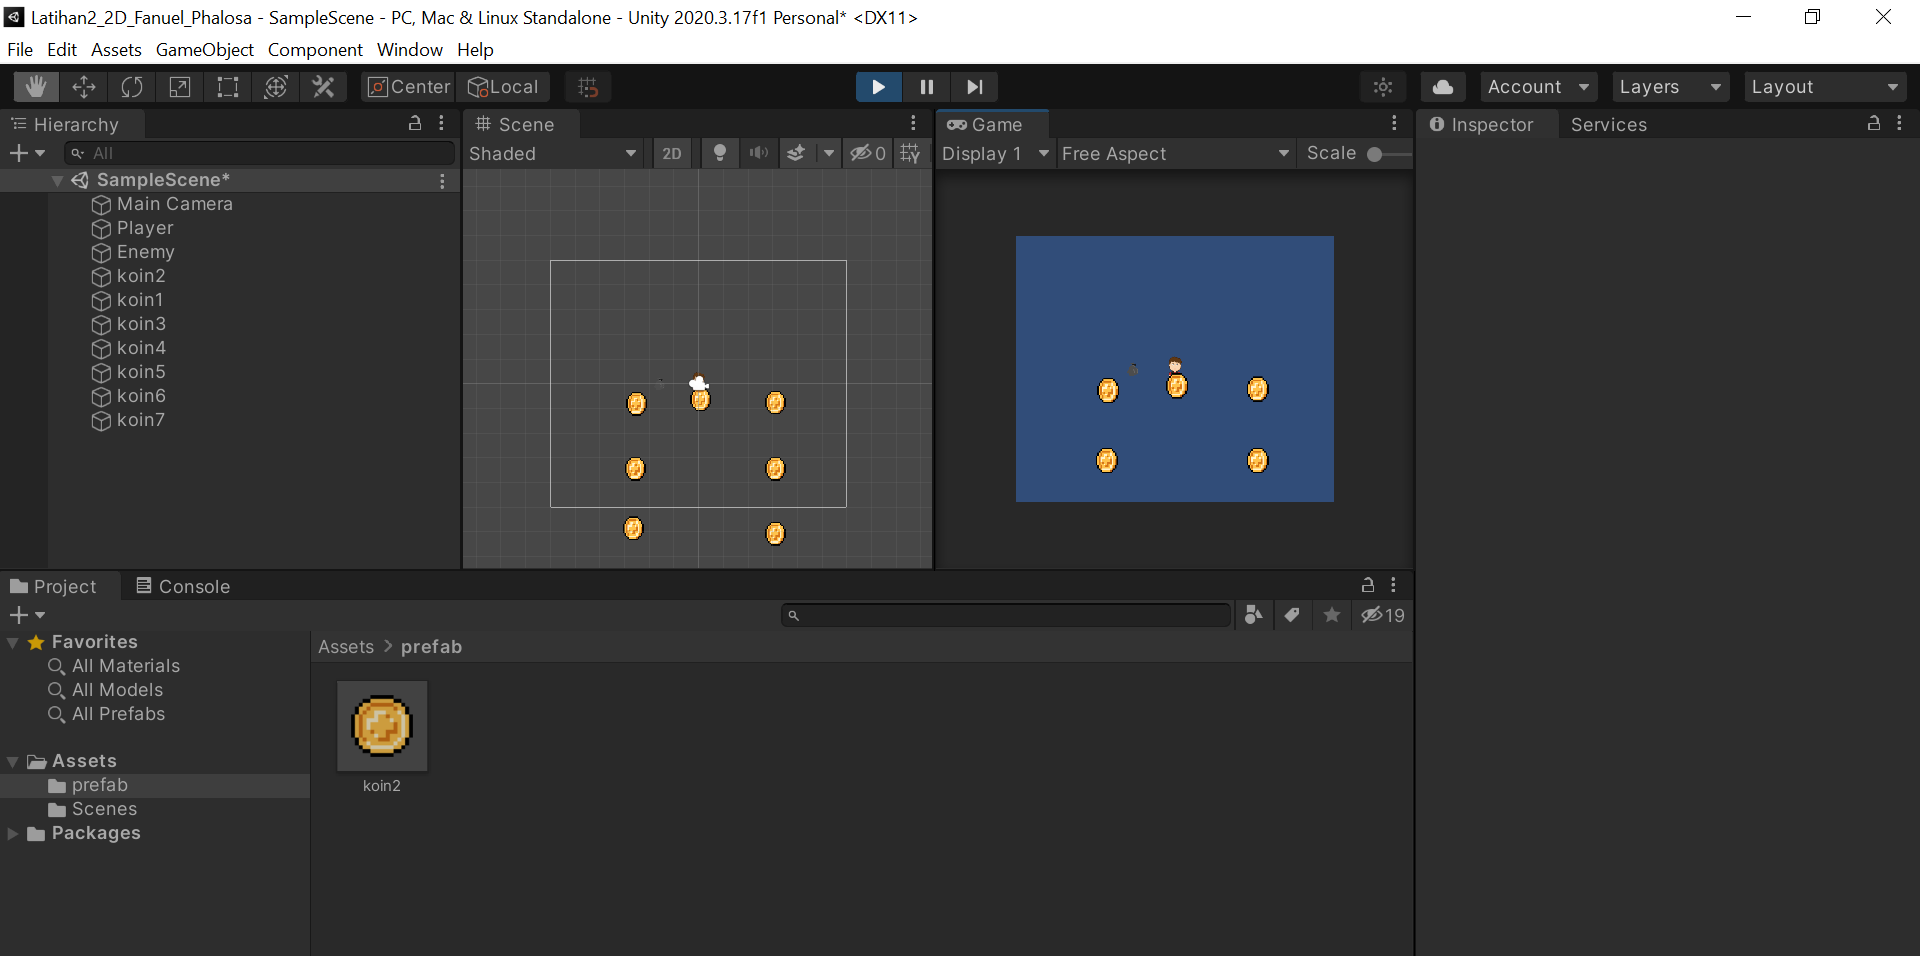 Latihan2_2D_Fanuel_Phalosa - SampleScene - PC, Mac & Linux Standalone - Unity 2020.3.17f1 Personal* <DX11>
File Edit Assets GameObject Component Window Help
Center Local Account Layers Layout
Hierarchy
All
SampleScene*
Main Camera
Player
Enemy
koin2
koin1
koin3
koin4
koin5
koin6
koin7
Scene
Shaded 2D 0
Game
Display 1 Free Aspect Scale
Inspector Services
Project Console
19
Favorites
All Materials
All Models
All Prefabs
Assets
prefab
Scenes
Packages
Assets > prefab
koin2